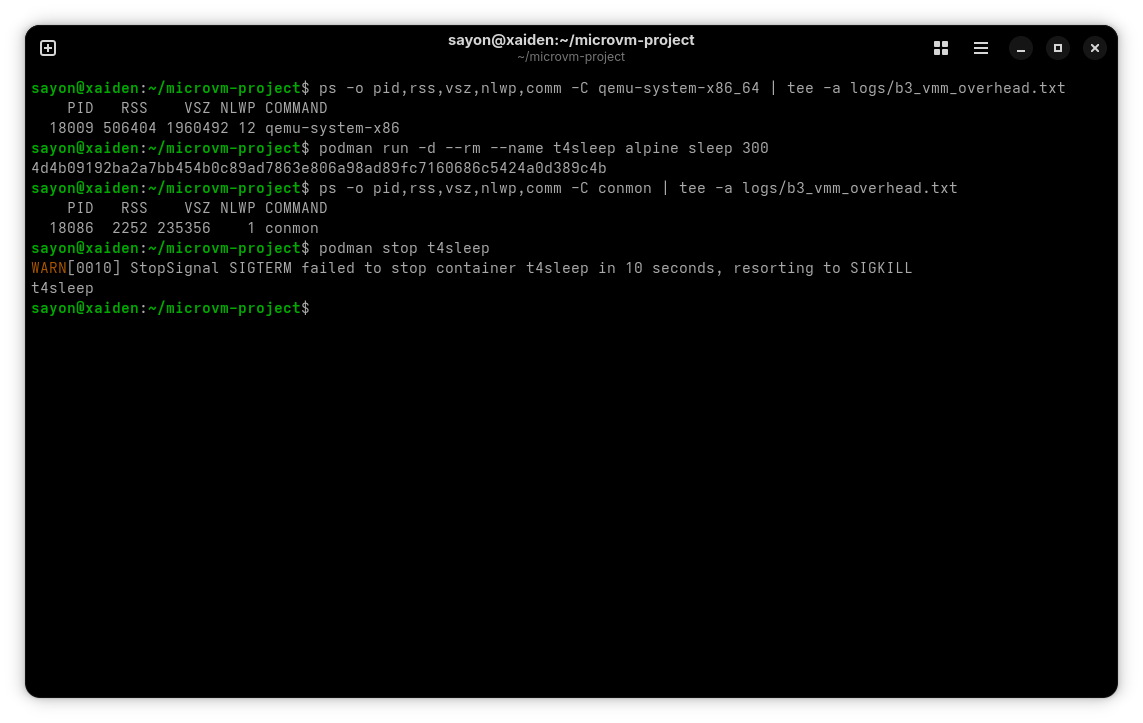 sayon@xaiden:~/microvm-project
~/microvm-project
sayon@xaiden:~/microvm-project$ ps -o pid,rss,vsz,nlwp,comm -C qemu-system-x86_64 | tee -a logs/b3_vmm_overhead.txt
    PID   RSS    VSZ NLWP COMMAND
  18009 506404 1960492 12 qemu-system-x86
sayon@xaiden:~/microvm-project$ podman run -d --rm --name t4sleep alpine sleep 300
4d4b09192ba2a7bb454b0c89ad7863e806a98ad89fc7160686c5424a0d389c4b
sayon@xaiden:~/microvm-project$ ps -o pid,rss,vsz,nlwp,comm -C conmon | tee -a logs/b3_vmm_overhead.txt
    PID   RSS    VSZ NLWP COMMAND
  18086  2252 235356    1 conmon
sayon@xaiden:~/microvm-project$ podman stop t4sleep
WARN[0010] StopSignal SIGTERM failed to stop container t4sleep in 10 seconds, resorting to SIGKILL
t4sleep
sayon@xaiden:~/microvm-project$